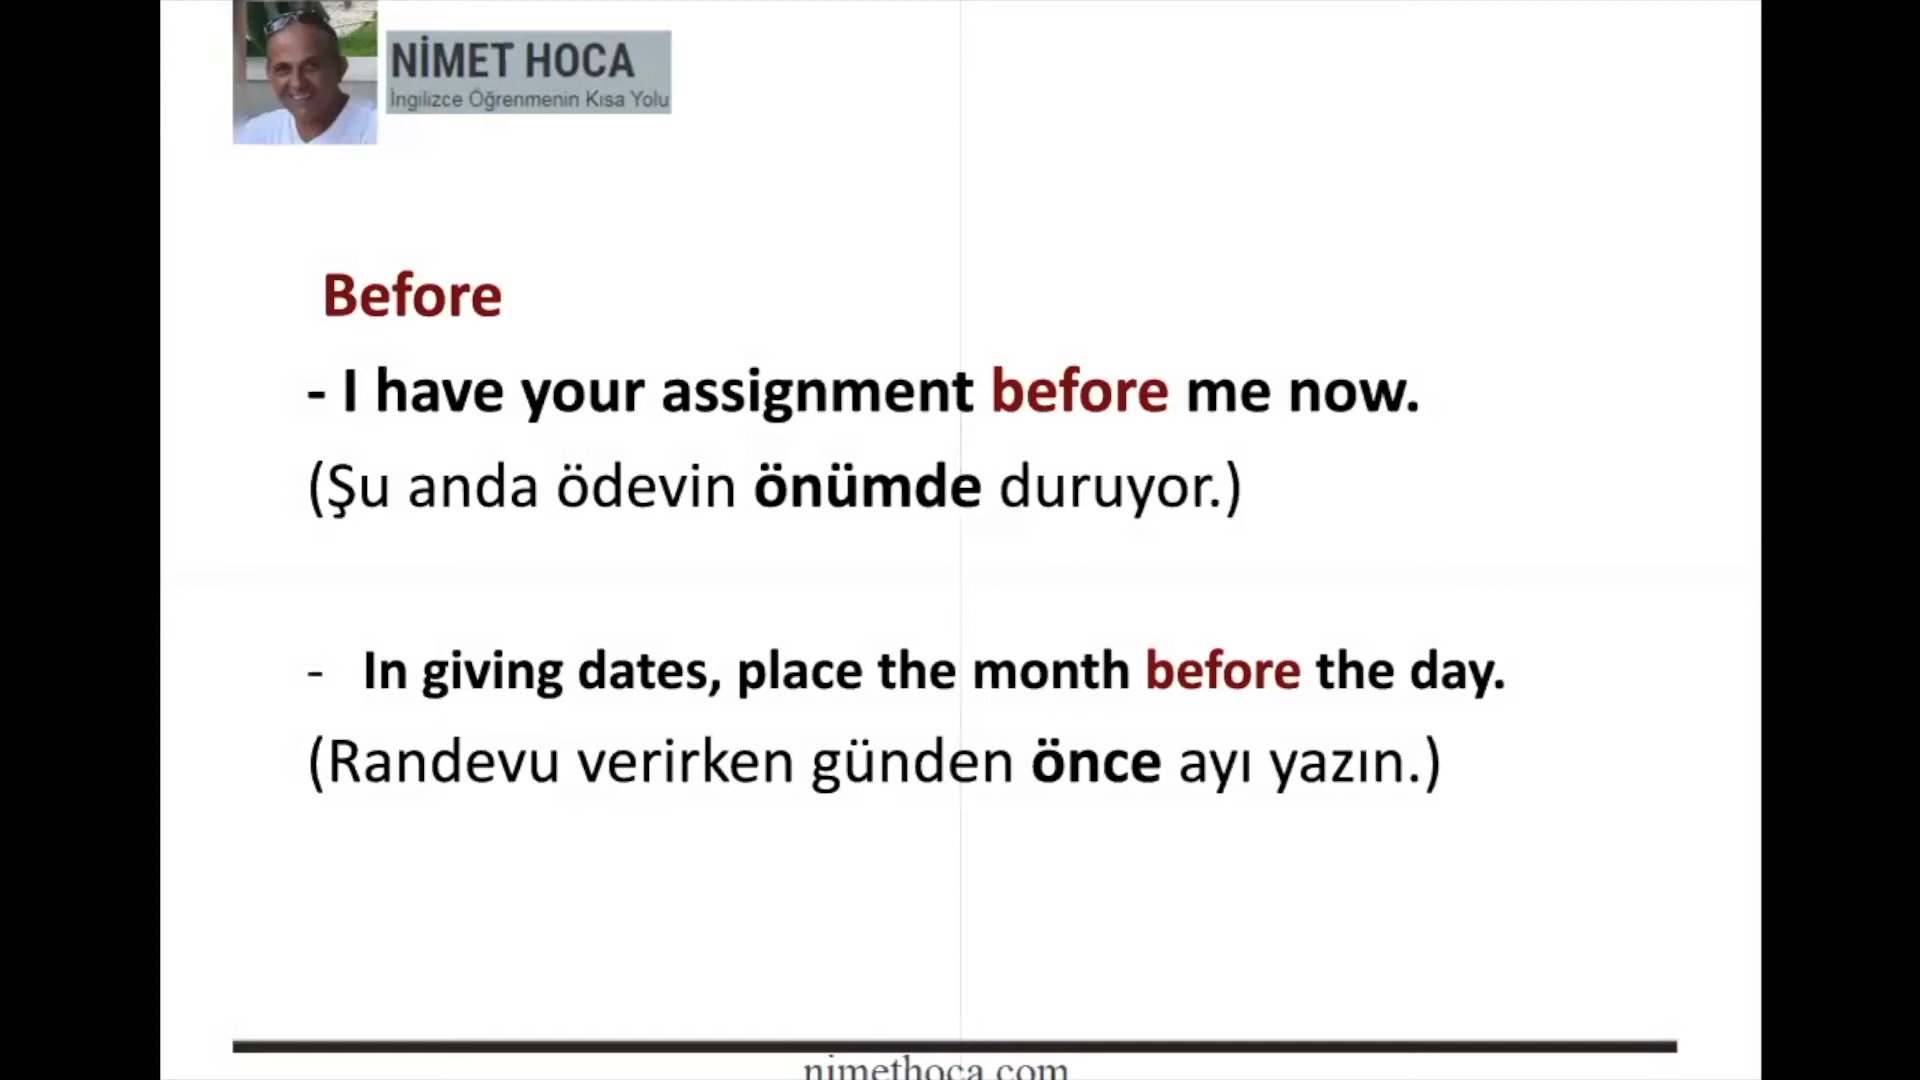 NİMET HOCA
İngilizce Öğrenmenin Kısa Yolu
Before
- I have your assignment before me now.
(Şu anda ödevin önümde duruyor.)
- In giving dates, place the month before the day.
(Randevu verirken günden önce ayı yazın.)
nimethoca.com